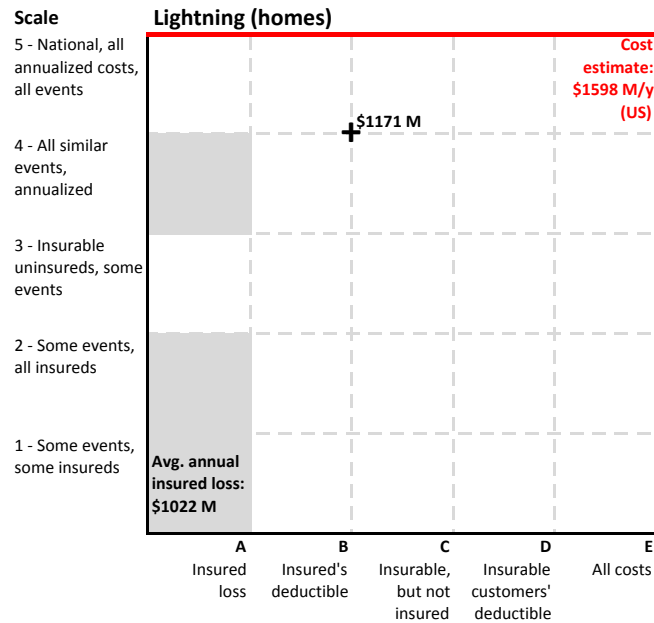 Scale
Lightning (homes)
5 - National, all
annualized costs,
all events
Cost
estimate:
$1598 M/y
(US)
$1171 M
4 - All similar
events,
annualized
3 - Insurable
uninsureds, some
events
2 - Some events,
all insureds
1 - Some events,
some insureds
Avg. annual
insured loss:
$1022 M
A
Insured
loss
B
Insured's
deductible
C
Insurable,
but not
insured
D
Insurable
customers'
deductible
E
All costs